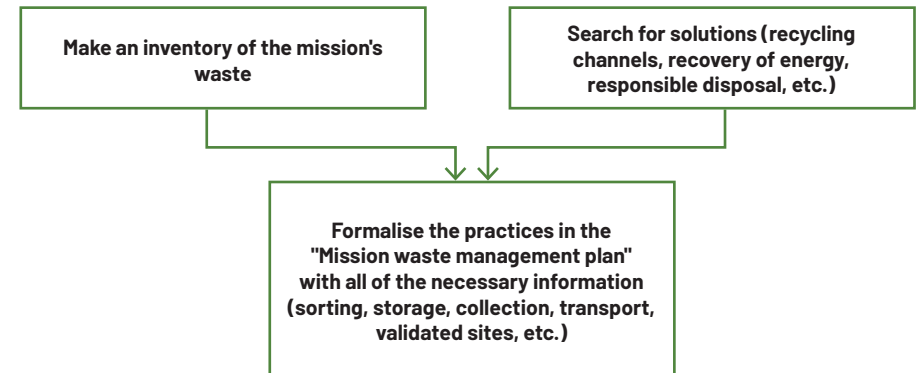 Make an inventory of the mission's
waste
Search for solutions (recycling
channels, recovery of energy,
responsible disposal, etc.)
Formalise the practices in the
"Mission waste management plan"
with all of the necessary information
(sorting, storage, collection, transport,
validated sites, etc.)